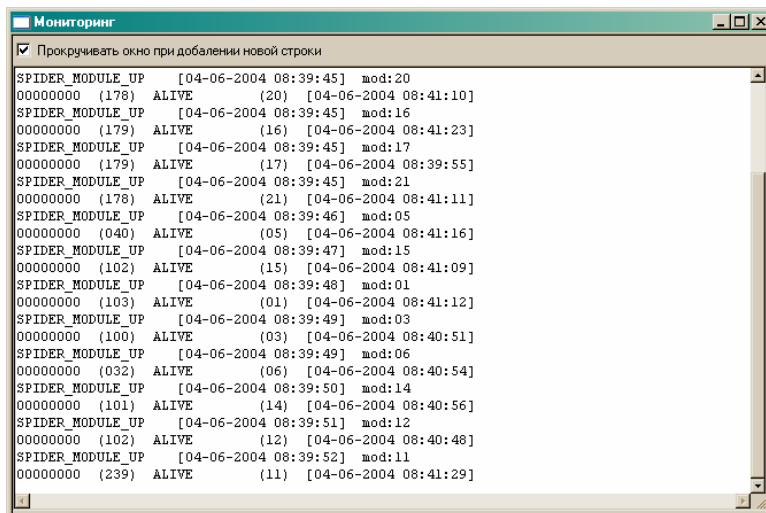 Мониторинг
Прокручивать окно при добалении новой строки
SPIDER_MODULE_UP [04-06-2004 08:39:45] mod:20
00000000 (178) ALIVE (20) [04-06-2004 08:41:10]
SPIDER_MODULE_UP [04-06-2004 08:39:45] mod:16
00000000 (179) ALIVE (16) [04-06-2004 08:41:23]
SPIDER_MODULE_UP [04-06-2004 08:39:45] mod:17
00000000 (179) ALIVE (17) [04-06-2004 08:39:55]
SPIDER_MODULE_UP [04-06-2004 08:39:45] mod:21
00000000 (178) ALIVE (21) [04-06-2004 08:41:11]
SPIDER_MODULE_UP [04-06-2004 08:39:46] mod:05
00000000 (040) ALIVE (05) [04-06-2004 08:41:16]
SPIDER_MODULE_UP [04-06-2004 08:39:47] mod:15
00000000 (102) ALIVE (15) [04-06-2004 08:41:09]
SPIDER_MODULE_UP [04-06-2004 08:39:48] mod:01
00000000 (103) ALIVE (01) [04-06-2004 08:41:12]
SPIDER_MODULE_UP [04-06-2004 08:39:49] mod:03
00000000 (100) ALIVE (03) [04-06-2004 08:40:51]
SPIDER_MODULE_UP [04-06-2004 08:39:49] mod:06
00000000 (032) ALIVE (06) [04-06-2004 08:40:54]
SPIDER_MODULE_UP [04-06-2004 08:39:50] mod:14
00000000 (101) ALIVE (14) [04-06-2004 08:40:56]
SPIDER_MODULE_UP [04-06-2004 08:39:51] mod:12
00000000 (102) ALIVE (12) [04-06-2004 08:40:48]
SPIDER_MODULE_UP [04-06-2004 08:39:52] mod:11
00000000 (239) ALIVE (11) [04-06-2004 08:41:29]